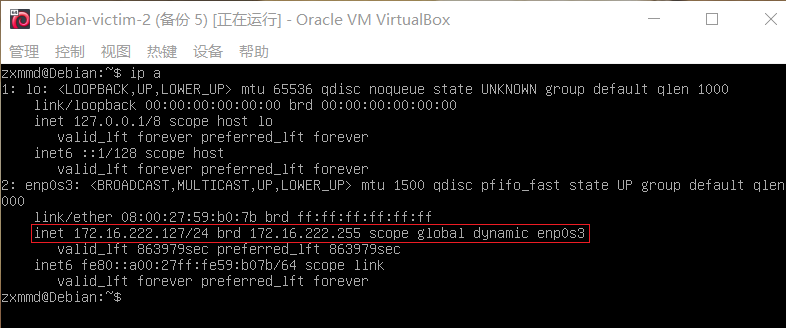 Debian-victim-2 (备份 5) [正在运行] - Oracle VM VirtualBox
管理 控制 视图 热键 设备 帮助
zxmmd@Debian:~$ ip a
1: lo: <LOOPBACK,UP,LOWER_UP> mtu 65536 qdisc noqueue state UNKNOWN group default qlen 1000
    link/loopback 00:00:00:00:00:00 brd 00:00:00:00:00:00
    inet 127.0.0.1/8 scope host lo
       valid_lft forever preferred_lft forever
    inet6 ::1/128 scope host
       valid_lft forever preferred_lft forever
2: enp0s3: <BROADCAST,MULTICAST,UP,LOWER_UP> mtu 1500 qdisc pfifo_fast state UP group default qlen
000
    link/ether 08:00:27:59:b0:7b brd ff:ff:ff:ff:ff:ff
    inet 172.16.222.127/24 brd 172.16.222.255 scope global dynamic enp0s3
       valid_lft 863979sec preferred_lft 863979sec
    inet6 fe80::a00:27ff:fe59:b07b/64 scope link
       valid_lft forever preferred_lft forever
zxmmd@Debian:~$